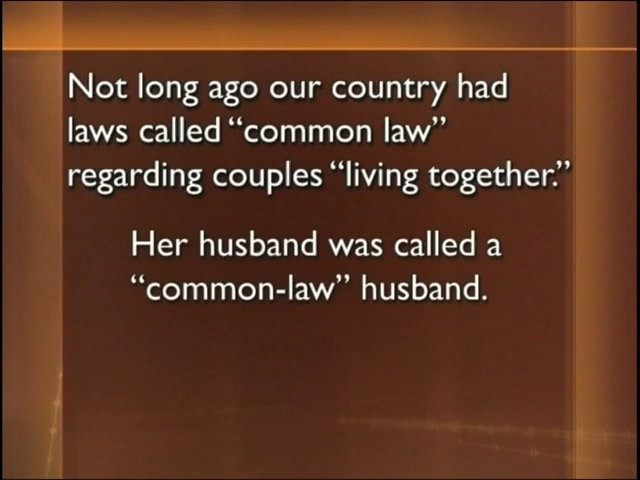 Not long ago our country had
laws called “common law”
regarding couples “living together.”
Her husband was called a
“common-law” husband.